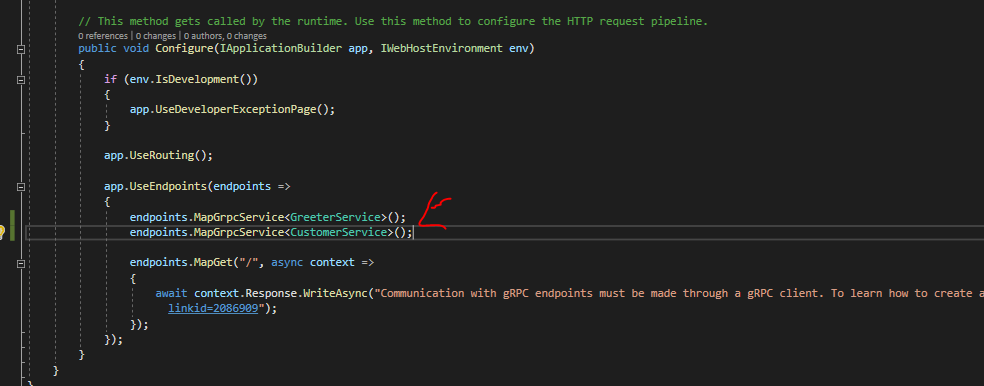 // This method gets called by the runtime. Use this method to configure the HTTP request pipeline.
0 references | 0 changes | 0 authors, 0 changes
public void Configure(IApplicationBuilder app, IWebHostEnvironment env)
{
if (env.IsDevelopment())
{
app.UseDeveloperExceptionPage();
}
app.UseRouting();
app.UseEndpoints(endpoints =>
{
endpoints.MapGrpcService<GreeterService>();
endpoints.MapGrpcService<CustomerService>();
endpoints.MapGet("/", async context =>
{
await context.Response.WriteAsync("Communication with gRPC endpoints must be made through a gRPC client. To learn how to create a
linkid=2086909");
});
});
}
}
}